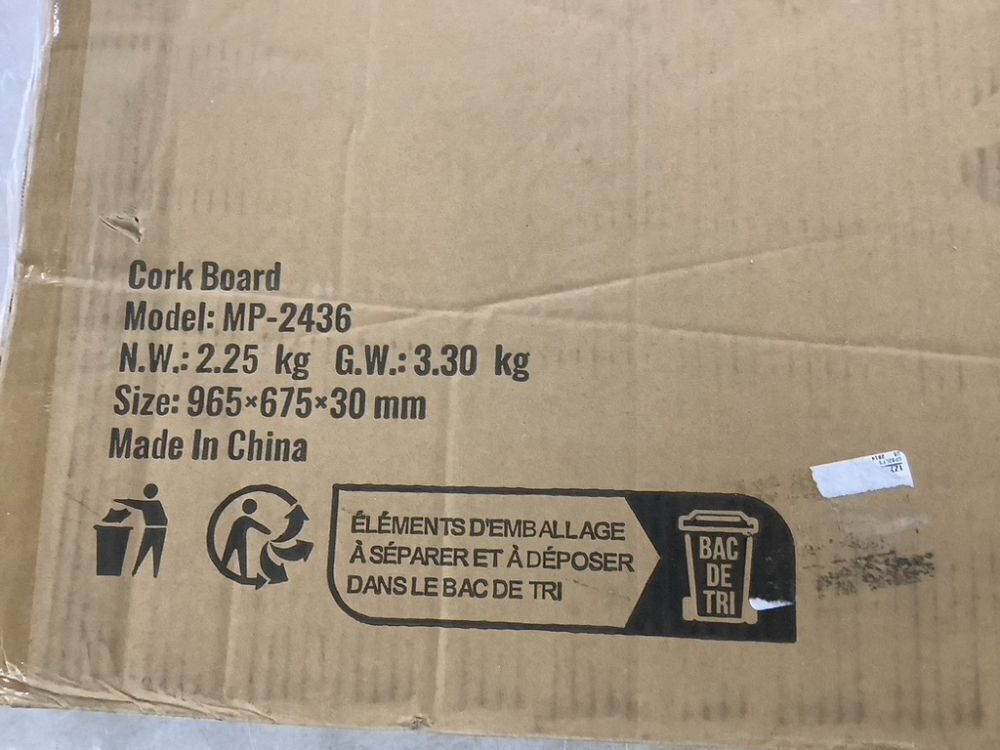 Cork Board
Model: MP-2436
N.W.: 2.25 kg G.W.: 3.30 kg
Size: 965×675×30 mm
Made In China
ÉLÉMENTS D'EMBALLAGE
À SÉPARER ET À DÉPOSER
DANS LE BAC DE TRI
BAC
DE
TRI